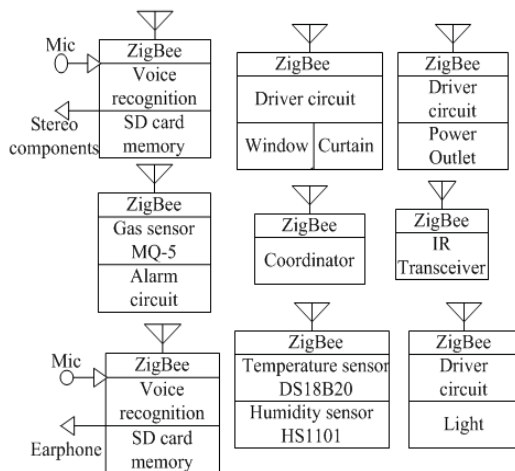 Mic
ZigBee
Voice
recognition
SD card
memory
Stereo
components
ZigBee
Driver circuit
Window
Curtain
ZigBee
Driver
circuit
Power
Outlet
ZigBee
Gas sensor
MQ-5
Alarm
circuit
ZigBee
Coordinator
ZigBee
IR
Transceiver
Mic
ZigBee
Voice
recognition
SD card
memory
Earphone
ZigBee
Temperature sensor
DS18B20
Humidity sensor
HS1101
ZigBee
Driver
circuit
Light